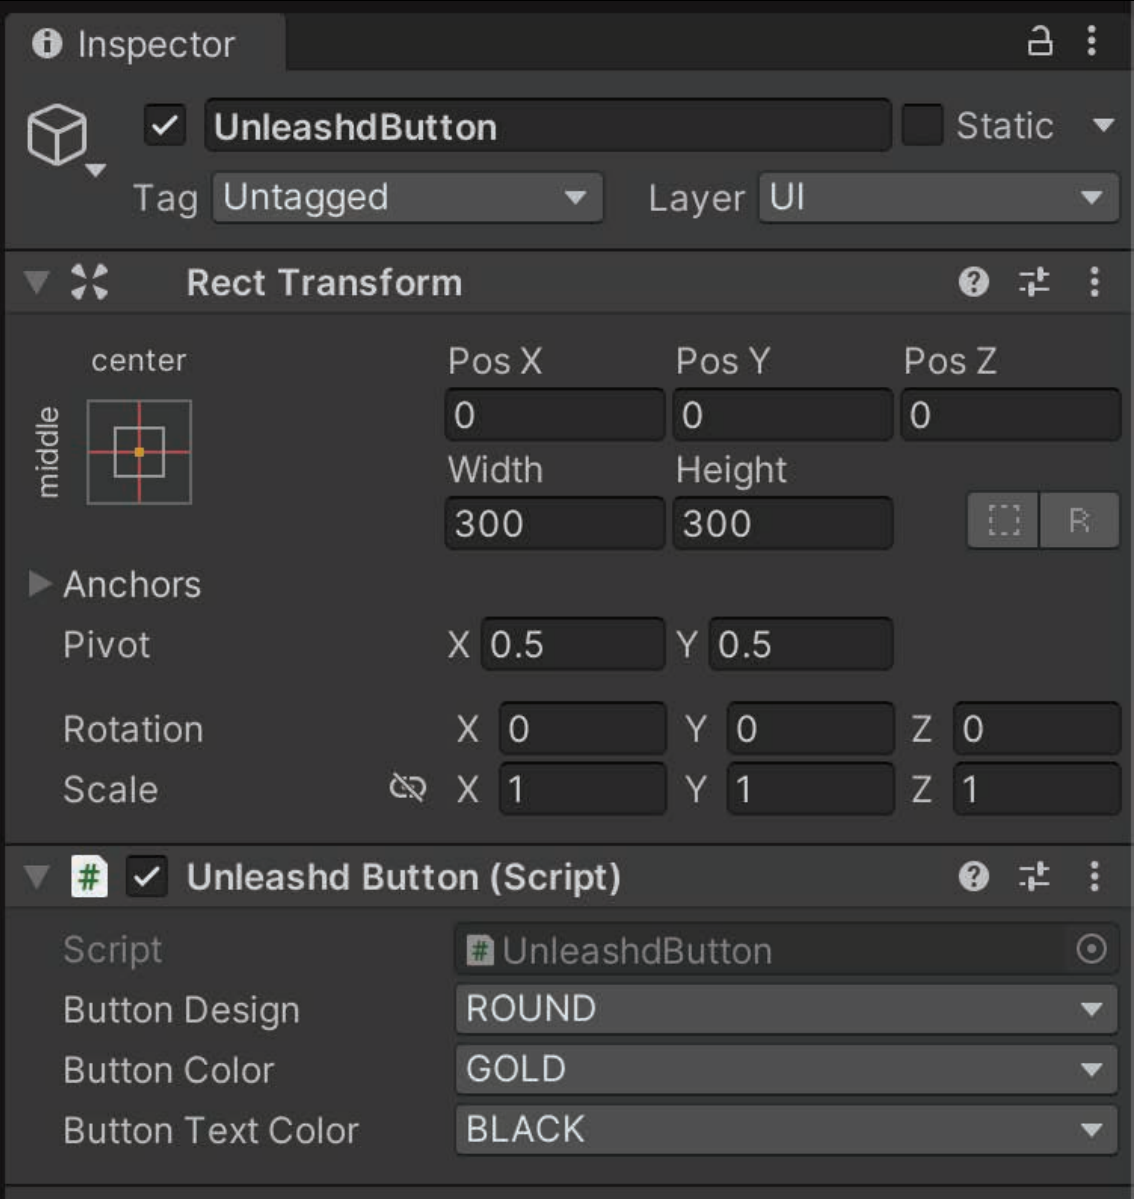 Inspector
UnleashdButton Static
Tag Untagged Layer UI
Rect Transform
center
middle
Pos X Pos Y Pos Z
0 0 0
Width Height
300 300
R
Anchors
Pivot X 0.5 Y 0.5
Rotation X 0 Y 0 Z 0
Scale X 1 Y 1 Z 1
# Unleashd Button (Script)
Script # UnleashdButton
Button Design ROUND
Button Color GOLD
Button Text Color BLACK